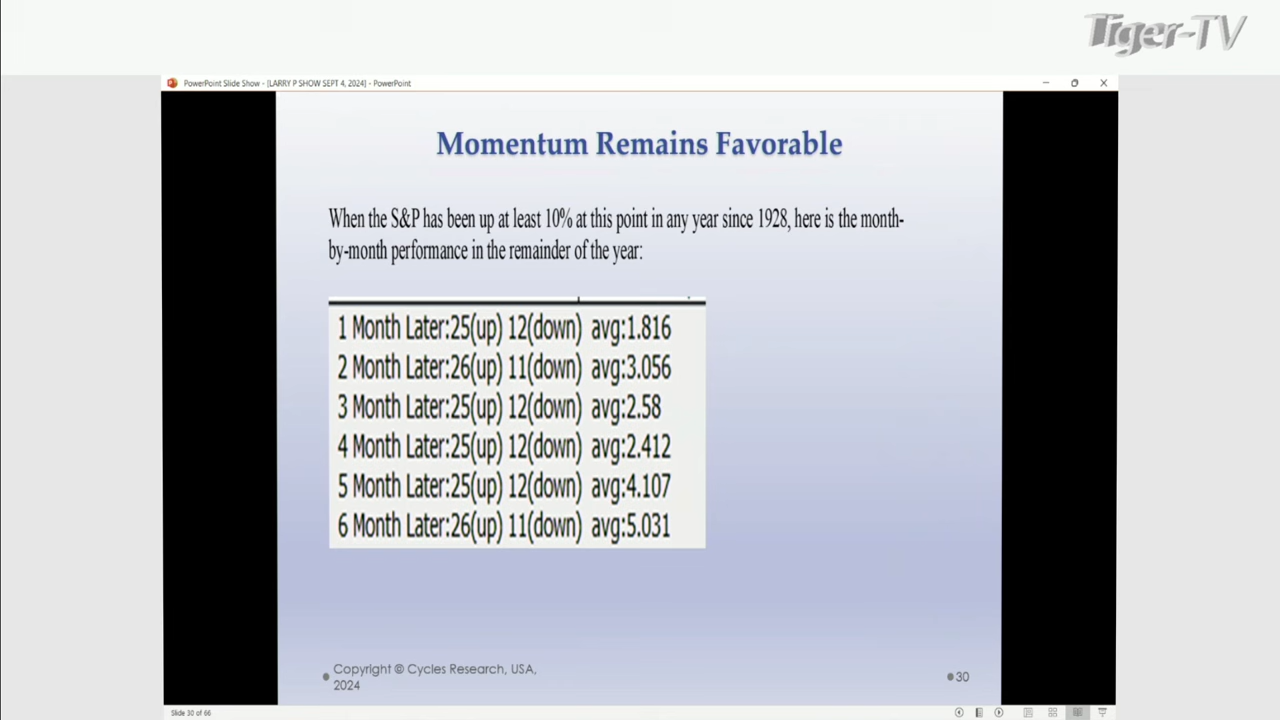 Tiger-TV
PowerPoint Slide Show - [LARRY P SHOW SEPT 4, 2024] - PowerPoint
Momentum Remains Favorable
When the S&P has been up at least 10% at this point in any year since 1928, here is the month-
by-month performance in the remainder of the year:
1 Month Later:25(up) 12(down) avg:1.816
2 Month Later:26(up) 11(down) avg:3.056
3 Month Later:25(up) 12(down) avg:2.58
4 Month Later:25(up) 12(down) avg:2.412
5 Month Later:25(up) 12(down) avg:4.107
6 Month Later:26(up) 11(down) avg:5.031
Copyright © Cycles Research, USA,
2024
30
Slide 30 of 66